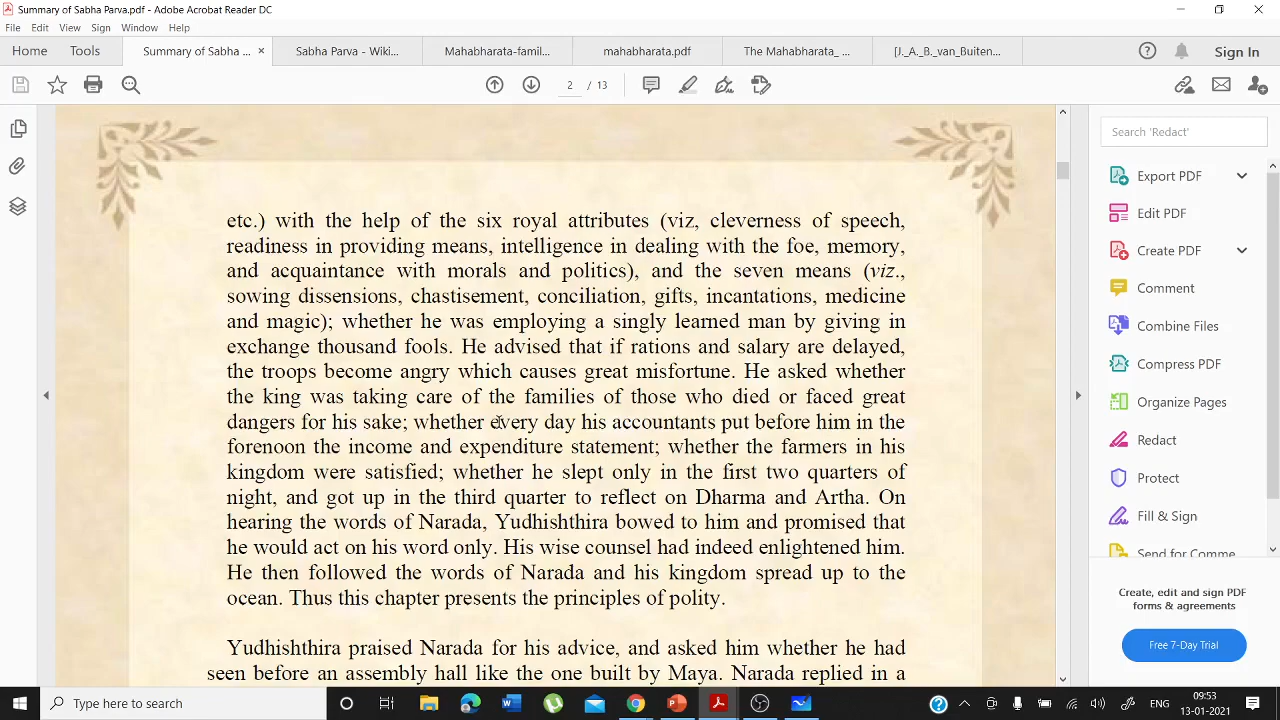 Summary of Sabha Parva.pdf - Adobe Acrobat Reader DC
File Edit View Sign Window Help
Home Tools Summary of Sabha ... × Sabha Parva - Wiki... Mahabharata-famil... mahabharata.pdf The Mahabharata_ ... [J._A._B._van_Buiten... Sign In
2 / 13
Search 'Redact'
Export PDF
Edit PDF
Create PDF
Comment
Combine Files
Compress PDF
Organize Pages
Redact
Protect
Fill & Sign
Send for Comme
Create, edit and sign PDF
forms & agreements
Free 7-Day Trial
etc.) with the help of the six royal attributes (viz, cleverness of speech,
readiness in providing means, intelligence in dealing with the foe, memory,
and acquaintance with morals and politics), and the seven means (viz.,
sowing dissensions, chastisement, conciliation, gifts, incantations, medicine
and magic); whether he was employing a singly learned man by giving in
exchange thousand fools. He advised that if rations and salary are delayed,
the troops become angry which causes great misfortune. He asked whether
the king was taking care of the families of those who died or faced great
dangers for his sake; whether every day his accountants put before him in the
forenoon the income and expenditure statement; whether the farmers in his
kingdom were satisfied; whether he slept only in the first two quarters of
night, and got up in the third quarter to reflect on Dharma and Artha. On
hearing the words of Narada, Yudhishthira bowed to him and promised that
he would act on his word only. His wise counsel had indeed enlightened him.
He then followed the words of Narada and his kingdom spread up to the
ocean. Thus this chapter presents the principles of polity.
Yudhishthira praised Narada for his advice, and asked him whether he had
seen before an assembly hall like the one built by Maya. Narada replied in a
Type here to search
ENG
09:53
13-01-2021